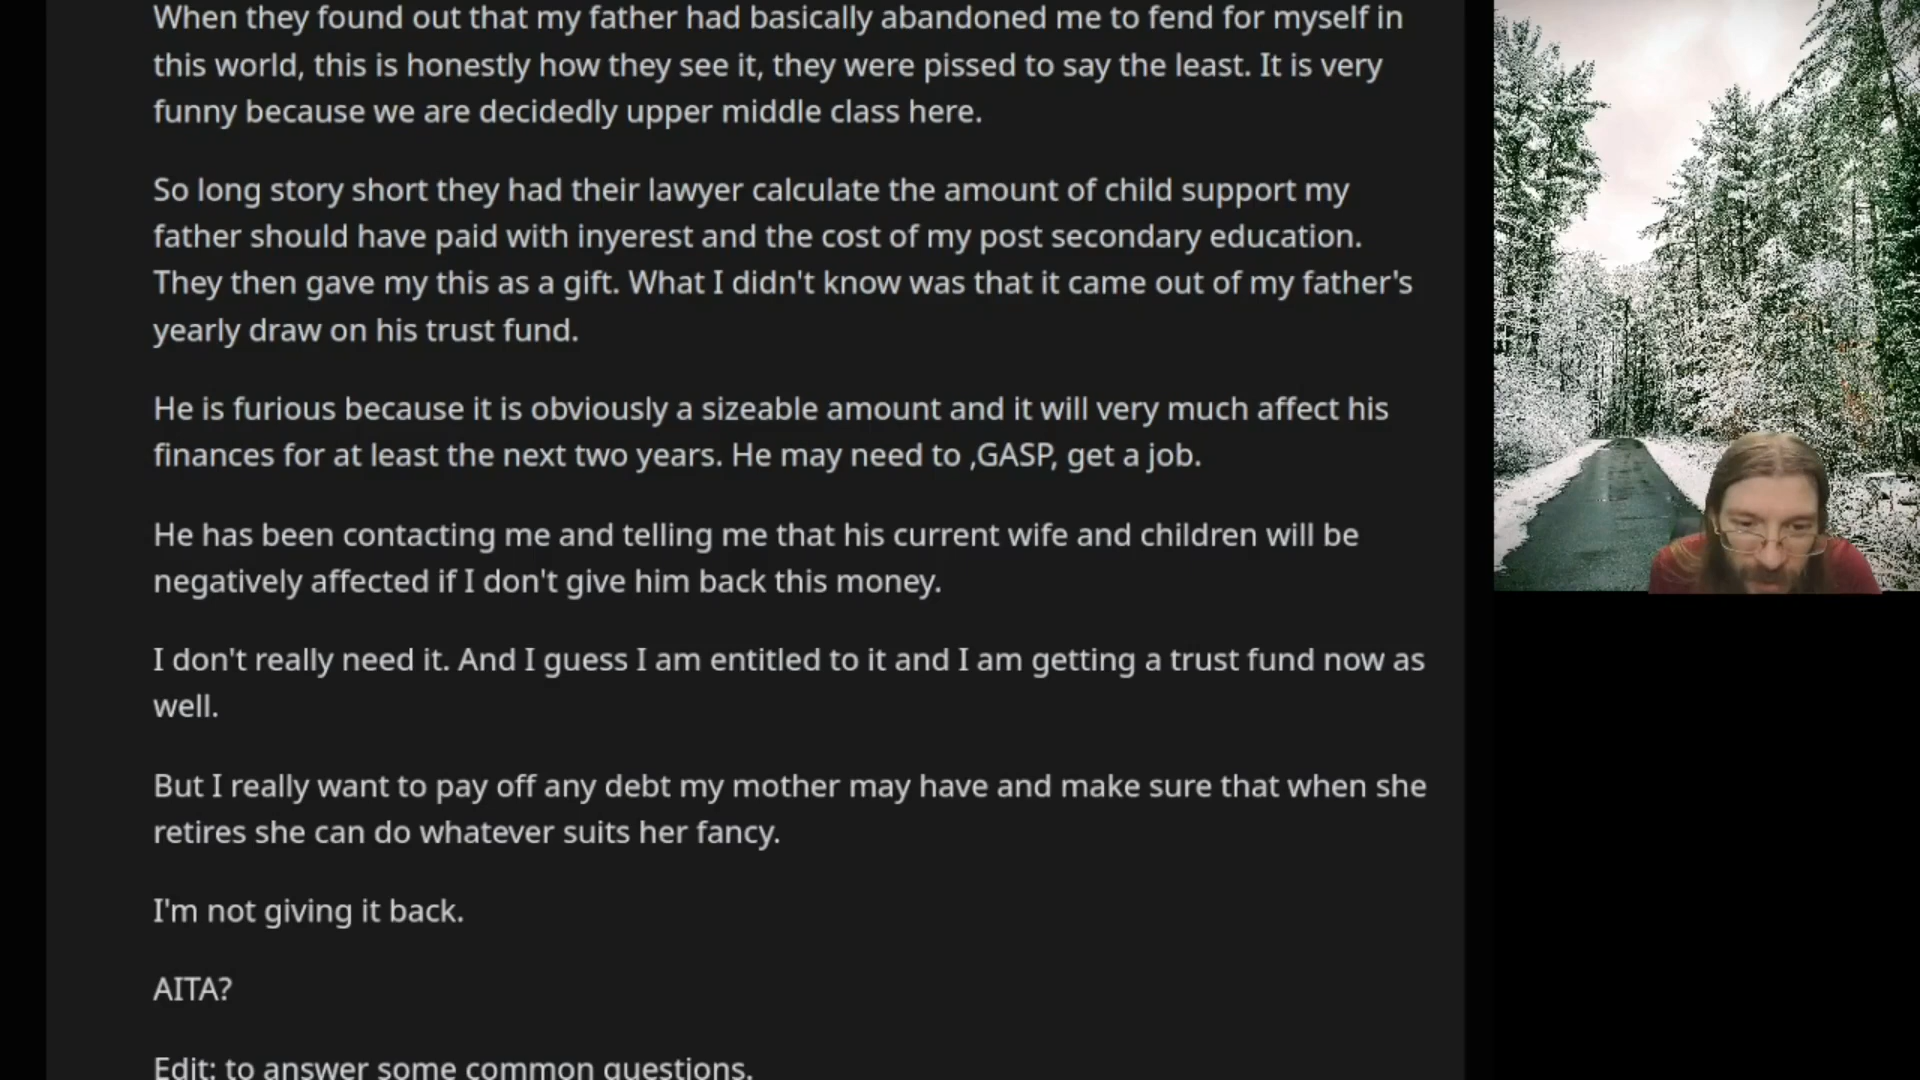 When they found out that my father had basically abandoned me to fend for myself in
this world, this is honestly how they see it, they were pissed to say the least. It is very
funny because we are decidedly upper middle class here.
So long story short they had their lawyer calculate the amount of child support my
father should have paid with inyerest and the cost of my post secondary education.
They then gave my this as a gift. What I didn't know was that it came out of my father's
yearly draw on his trust fund.
He is furious because it is obviously a sizeable amount and it will very much affect his
finances for at least the next two years. He may need to ,GASP, get a job.
He has been contacting me and telling me that his current wife and children will be
negatively affected if I don't give him back this money.
I don't really need it. And I guess I am entitled to it and I am getting a trust fund now as
well.
But I really want to pay off any debt my mother may have and make sure that when she
retires she can do whatever suits her fancy.
I'm not giving it back.
AITA?
Edit: to answer some common questions.